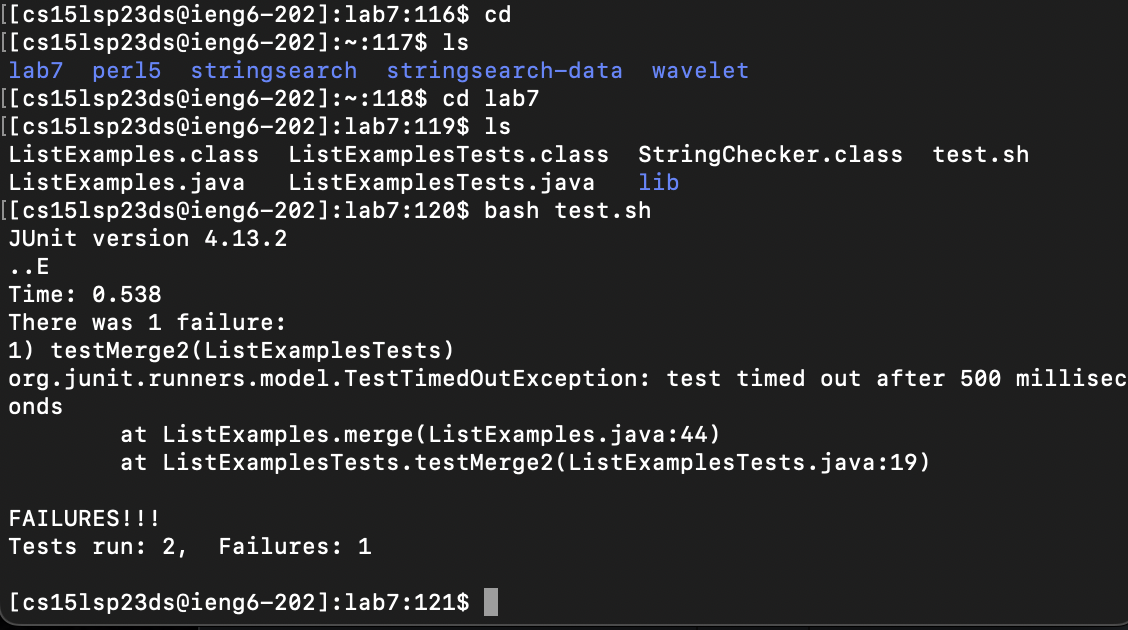 [[cs15lsp23ds@ieng6-202]:lab7:116$ cd
[[cs15lsp23ds@ieng6-202]:~:117$ ls
lab7  perl5  stringsearch  stringsearch-data  wavelet
[[cs15lsp23ds@ieng6-202]:~:118$ cd lab7
[[cs15lsp23ds@ieng6-202]:lab7:119$ ls
ListExamples.class  ListExamplesTests.class  StringChecker.class  test.sh
ListExamples.java   ListExamplesTests.java   lib
[[cs15lsp23ds@ieng6-202]:lab7:120$ bash test.sh
JUnit version 4.13.2
..E
Time: 0.538
There was 1 failure:
1) testMerge2(ListExamplesTests)
org.junit.runners.model.TestTimedOutException: test timed out after 500 millisec
onds
        at ListExamples.merge(ListExamples.java:44)
        at ListExamplesTests.testMerge2(ListExamplesTests.java:19)
FAILURES!!!
Tests run: 2,  Failures: 1
[cs15lsp23ds@ieng6-202]:lab7:121$